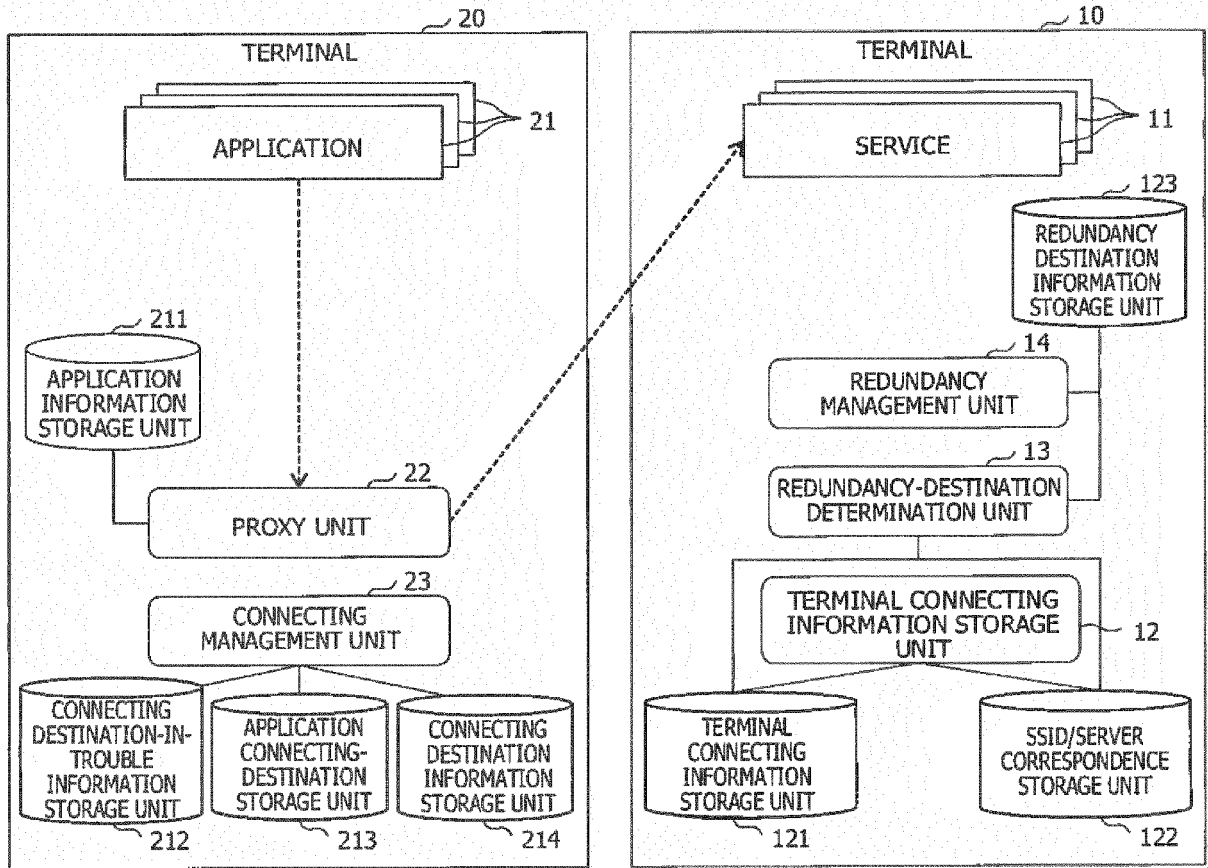 20
TERMINAL
21
APPLICATION
211
APPLICATION
INFORMATION
STORAGE UNIT
22
PROXY UNIT
23
CONNECTING
MANAGEMENT UNIT
CONNECTING
DESTINATION-IN-
TROUBLE
INFORMATION
STORAGE UNIT
212
APPLICATION
CONNECTING-
DESTINATION
STORAGE UNIT
213
CONNECTING
DESTINATION
INFORMATION
STORAGE UNIT
214
10
TERMINAL
11
SERVICE
123
REDUNDANCY
DESTINATION
INFORMATION
STORAGE UNIT
14
REDUNDANCY
MANAGEMENT UNIT
13
REDUNDANCY-DESTINATION
DETERMINATION UNIT
TERMINAL CONNECTING
INFORMATION STORAGE
UNIT
12
TERMINAL
CONNECTING
INFORMATION
STORAGE UNIT
121
SSID/SERVER
CORRESPONDENCE
STORAGE UNIT
122